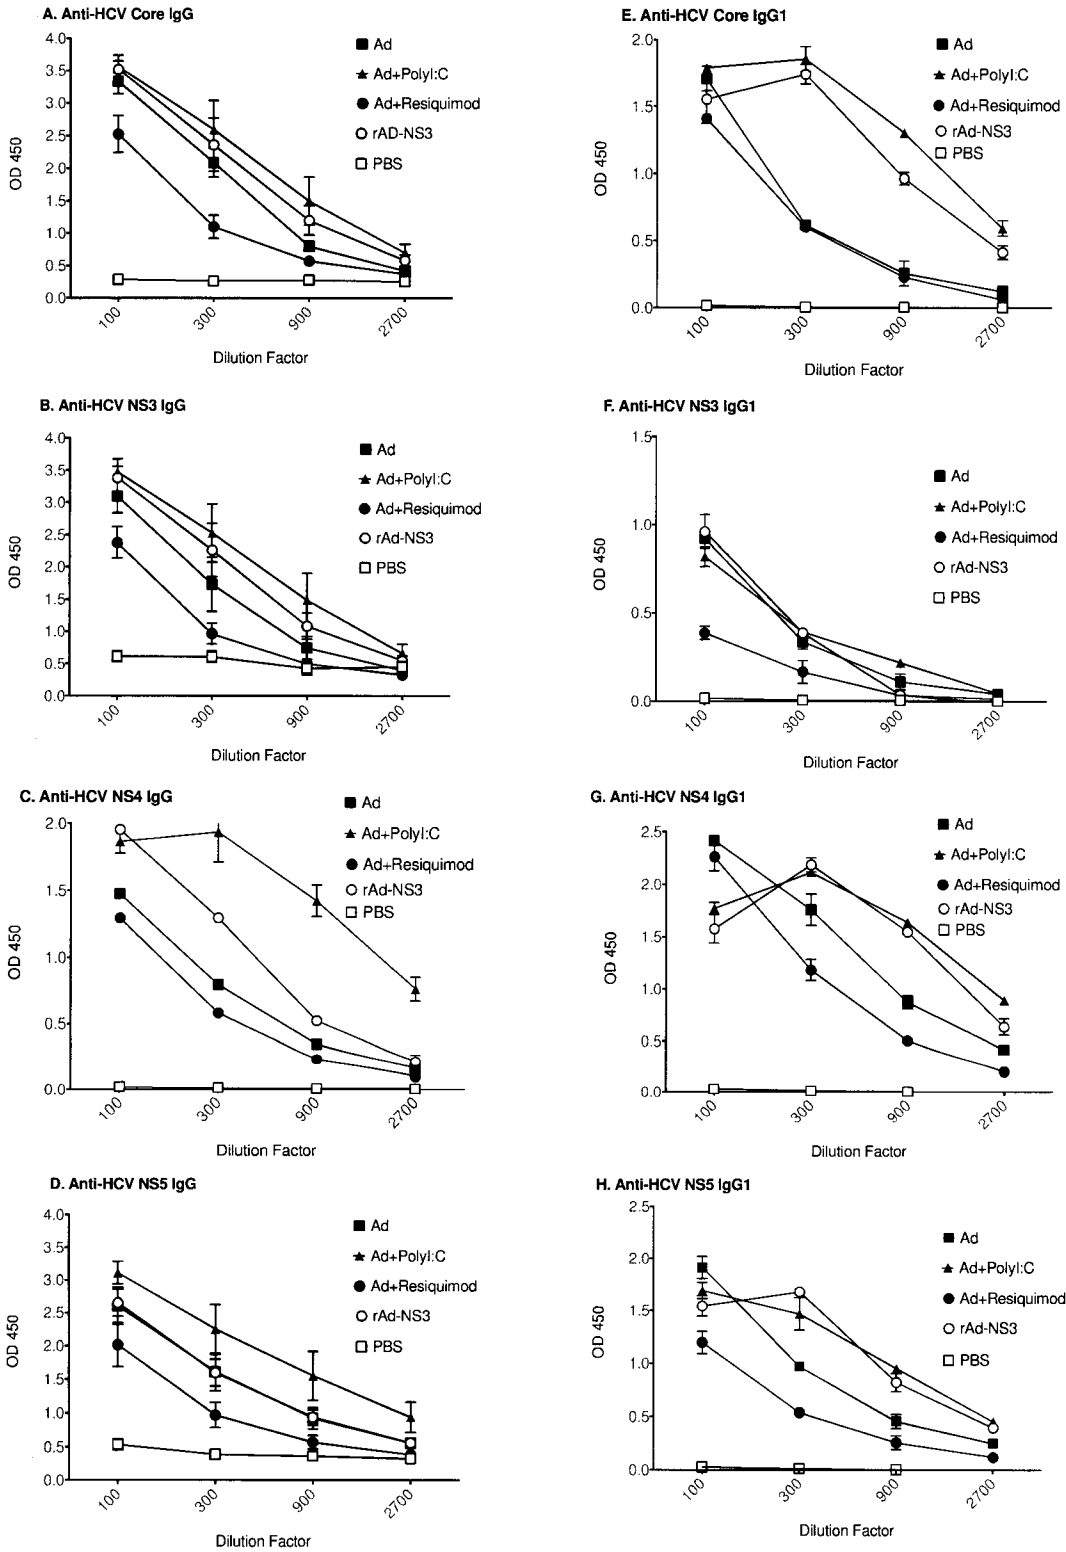 A. Anti-HCV Core IgG
4.0
3.5
3.0
2.5
2.0
1.5
1.0
0.5
0.0
OD 450
Ad
Ad+PolyI:C
Ad+Resiquimod
rAD-NS3
PBS
100
300
900
2700
Dilution Factor
B. Anti-HCV NS3 IgG
4.0
3.5
3.0
2.5
2.0
1.5
1.0
0.5
0.0
OD 450
Ad
Ad+PolyI:C
Ad+Resiquimod
rAd-NS3
PBS
100
300
900
2700
Dilution Factor
C. Anti-HCV NS4 IgG
2.0
1.5
1.0
0.5
0.0
OD 450
Ad
Ad+PolyI:C
Ad+Resiquimod
rAd-NS3
PBS
100
300
900
2700
Dilution Factor
D. Anti-HCV NS5 IgG
4.0
3.5
3.0
2.5
2.0
1.5
1.0
0.5
0.0
OD 450
Ad
Ad+PolyI:C
Ad+Resiquimod
rAd-NS3
PBS
100
300
900
2700
Dilution Factor
E. Anti-HCV Core IgG1
2.0
1.5
1.0
0.5
0.0
OD 450
Ad
Ad+PolyI:C
Ad+Resiquimod
rAd-NS3
PBS
100
300
900
2700
Dilution Factor
F. Anti-HCV NS3 IgG1
1.5
1.0
0.5
0.0
OD 450
Ad
Ad+PolyI:C
Ad+Resiquimod
rAd-NS3
PBS
100
300
900
2700
Dilution Factor
G. Anti-HCV NS4 IgG1
2.5
2.0
1.5
1.0
0.5
0.0
OD 450
Ad
Ad+PolyI:C
Ad+Resiquimod
rAd-NS3
PBS
100
300
900
2700
Dilution Factor
H. Anti-HCV NS5 IgG1
2.5
2.0
1.5
1.0
0.5
0.0
OD 450
Ad
Ad+PolyI:C
Ad+Resiquimod
rAd-NS3
PBS
100
300
900
2700
Dilution Factor